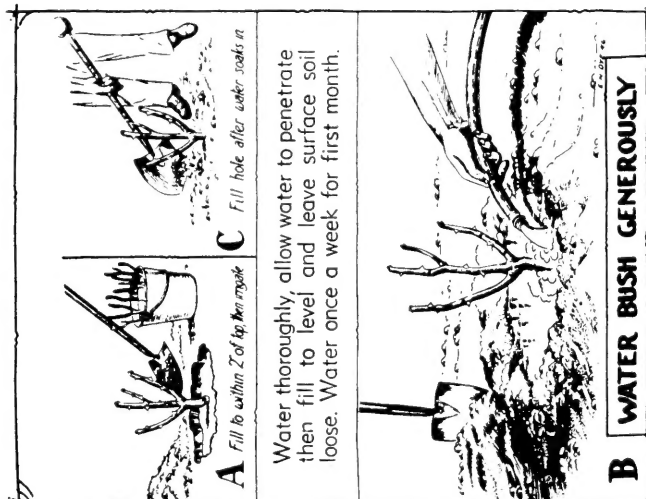 A Fill to within 2" of top, then irrigate
C Fill hole after water soaks in
Water thoroughly, allow water to penetrate
then fill to level and leave surface soil
loose. Water once a week for first month.
B WATER BUSH GENEROUSLY